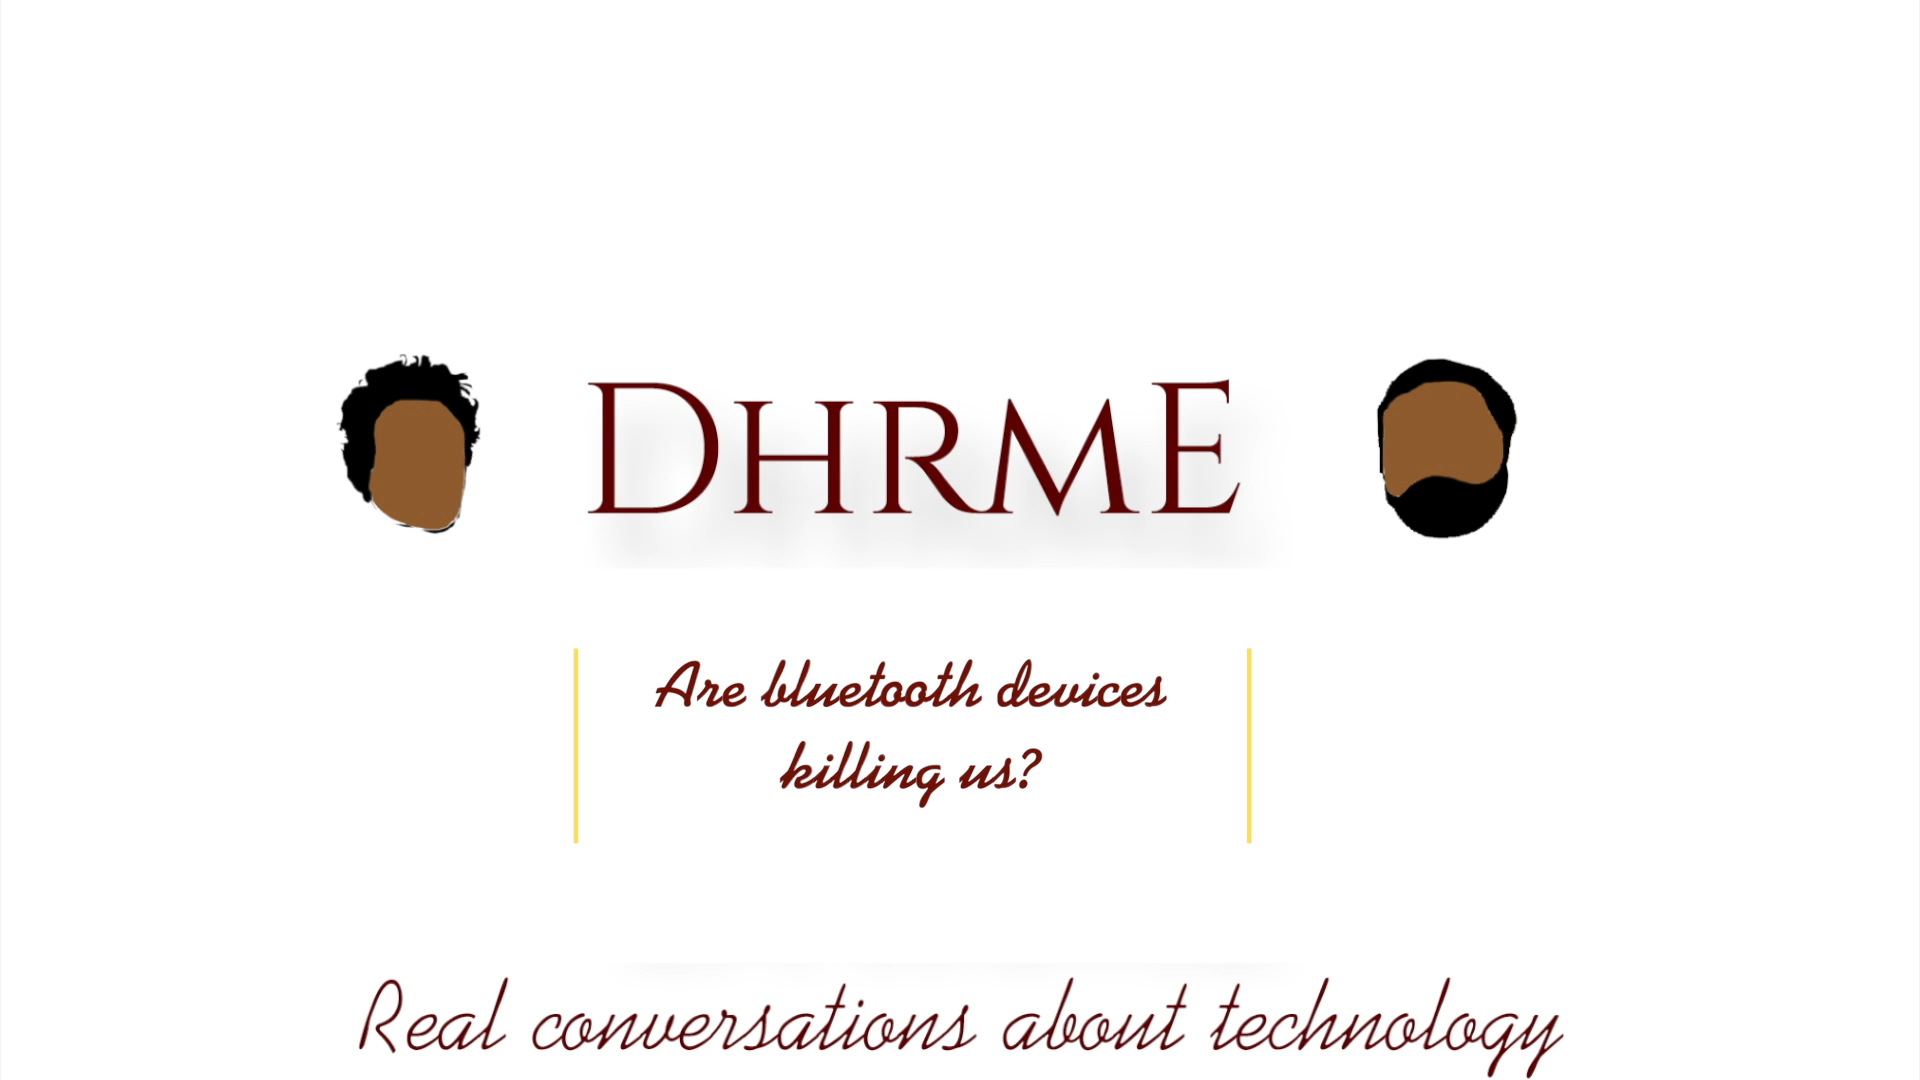 DHRME
Are bluetooth devices
killing us?
Real conversations about technology